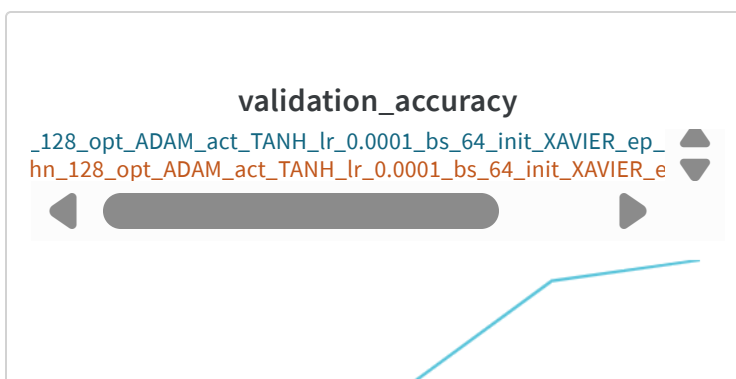 validation_accuracy
_128_opt_ADAM_act_TANH_lr_0.0001_bs_64_init_XAVIER_ep_
hn_128_opt_ADAM_act_TANH_lr_0.0001_bs_64_init_XAVIER_e